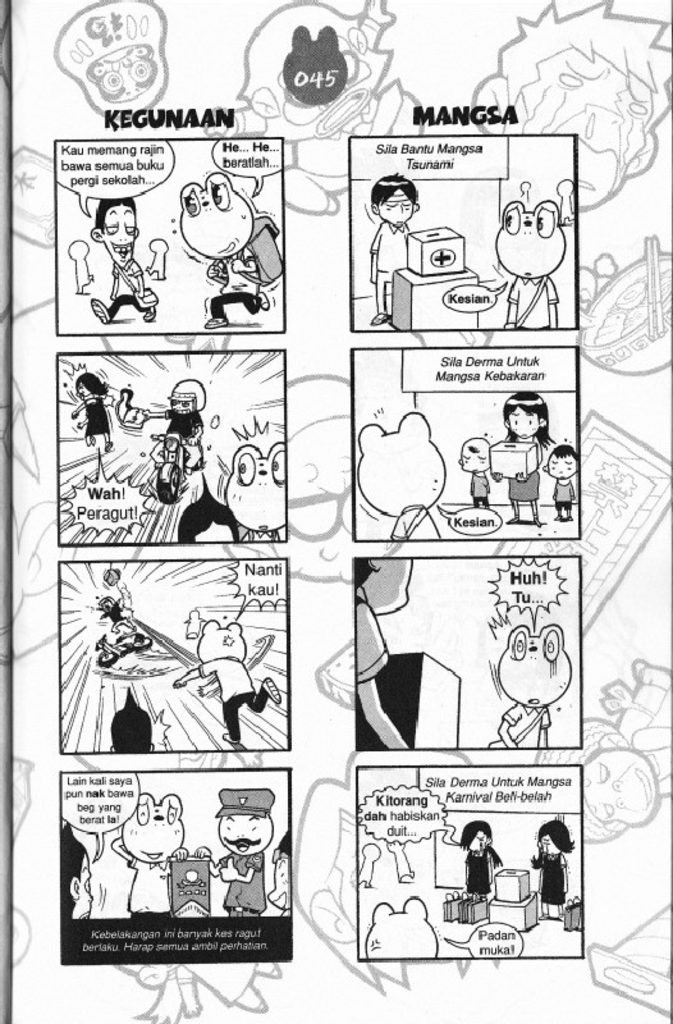 045
KEGUNAAN
Kau memang rajin
bawa semua buku
pergi sekolah...
He... He...
beratlah...
Wah!
Peragut!
Nanti
kau!
Lain kali saya
pun nak bawa
beg yang
berat la!
Kebelakangan ini banyak kes ragut
berlaku. Harap semua ambil perhatian.
MANGSA
Sila Bantu Mangsa
Tsunami
Kesian.
Sila Derma Untuk
Mangsa Kebakaran
Kesian.
Huh!
Tu...
Sila Derma Untuk Mangsa
Karnival Beli-belah
Kitorang
dah habiskan
duit...
Padan
muka!